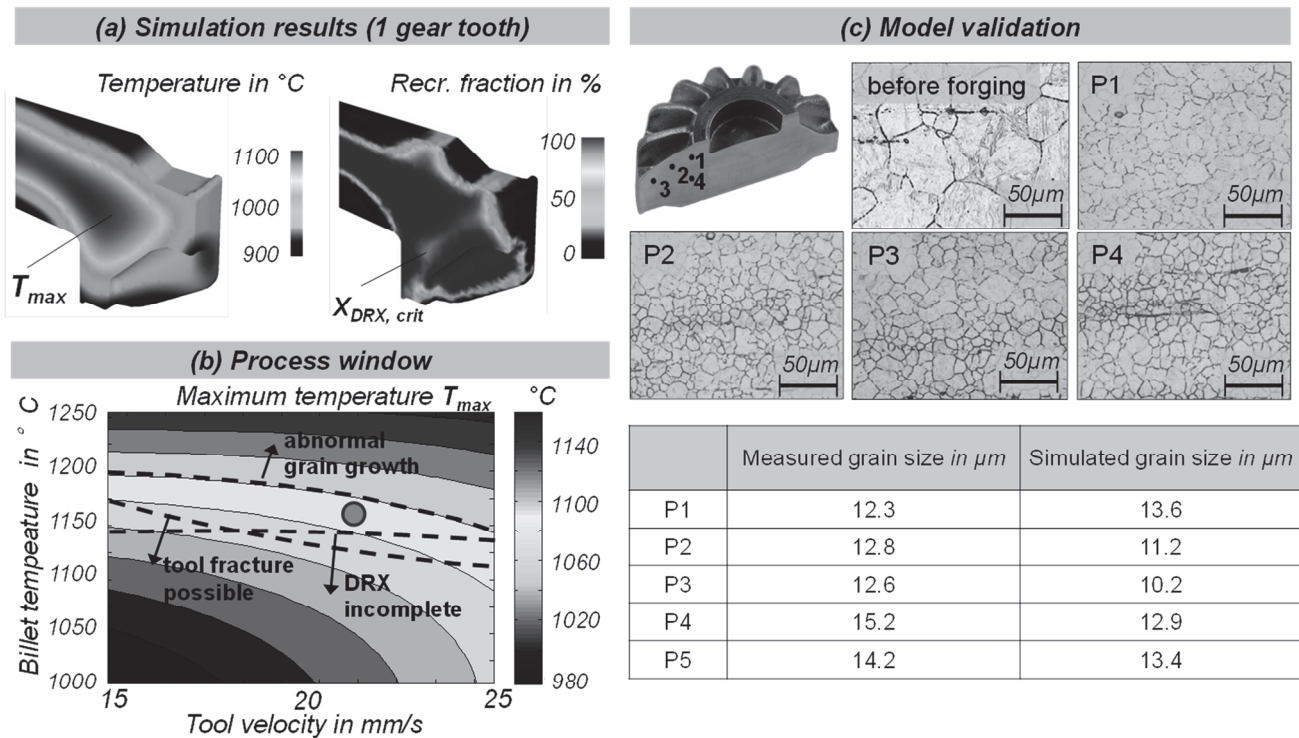 (a) Simulation results (1 gear tooth)
Temperature in °C
Recr. fraction in %
1100
1000
900
100
50
0
T max
X DRX, crit
(b) Process window
Maximum temperature T max
°C
Billet tempeature in ° C
1250
1200
1150
1100
1050
1000
abnormal
grain growth
tool fracture
possible
DRX
incomplete
1140
1100
1060
1020
980
15
20
25
Tool velocity in mm/s
(c) Model validation
1
2
3
4
before forging
50µm
P1
50µm
P2
50µm
P3
50µm
P4
50µm
Measured grain size in µm Simulated grain size in µm
P1 12.3 13.6
P2 12.8 11.2
P3 12.6 10.2
P4 15.2 12.9
P5 14.2 13.4